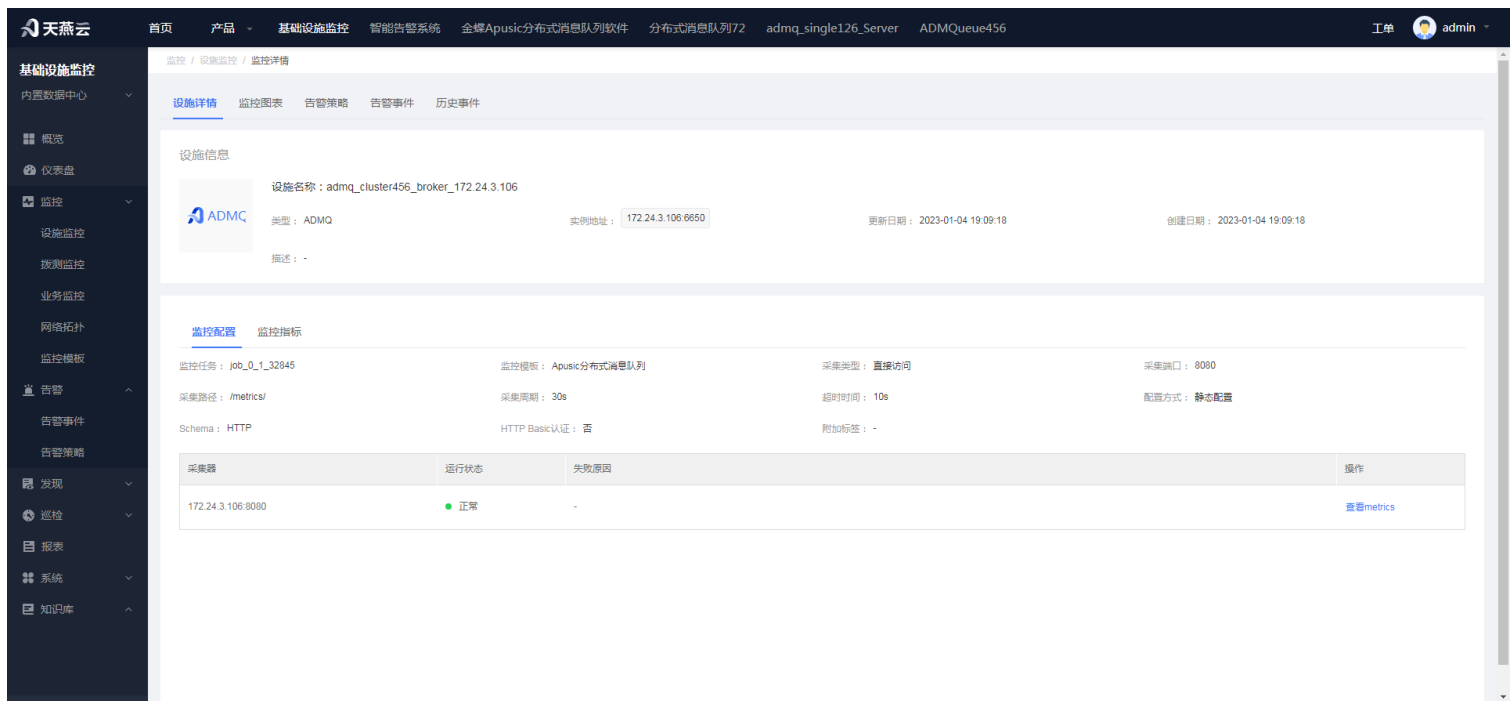 天燕云 首页 产品 基础设施监控 智能告警系统 金蝶Apusic分布式消息队列软件 分布式消息队列72 admq_single126_Server ADMQueue456 工单 admin
基础设施监控
内置数据中心
概览
仪表盘
监控
设施监控
拨测监控
业务监控
网络拓扑
监控模板
告警
告警事件
告警策略
发现
巡检
报表
系统
知识库
监控 / 设施监控 / 监控详情
设施详情 监控图表 告警策略 告警事件 历史事件
设施信息
ADMQ
设施名称：admq_cluster456_broker_172.24.3.106
类型： ADMQ 实例地址： 172.24.3.106:6650 更新日期： 2023-01-04 19:09:18 创建日期： 2023-01-04 19:09:18
描述： -
监控配置 监控指标
监控任务： job_0_1_32845 监控模板： Apusic分布式消息队列 采集类型： 直接访问 采集端口： 8080
采集路径： /metrics/ 采集周期： 30s 超时时间： 10s 配置方式： 静态配置
Schema： HTTP HTTP Basic认证： 否 附加标签： -
采集器 运行状态 失败原因 操作
172.24.3.106:8080 正常 - 查看metrics